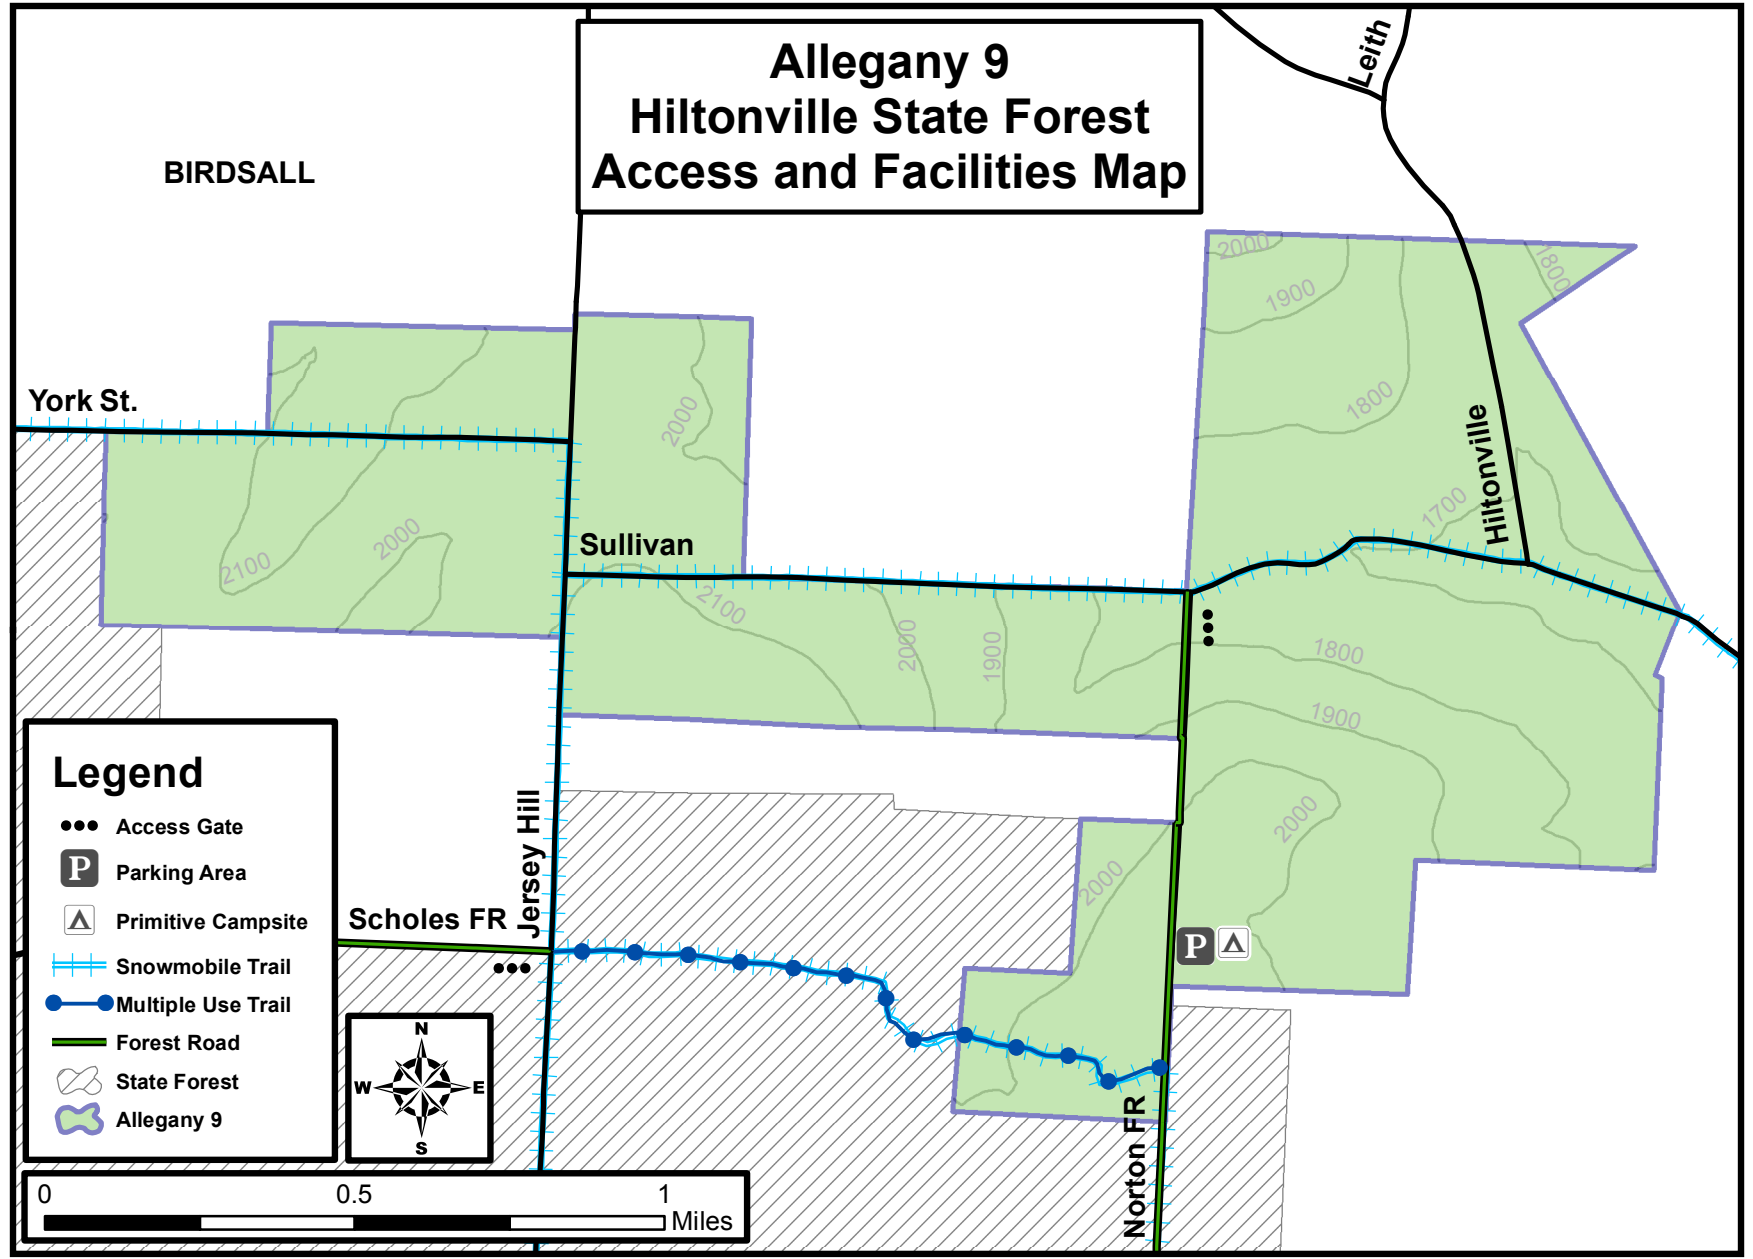 Allegany 9
Hiltonville State Forest
Access and Facilities Map
Leith
BIRDSALL
2000
1800
1900
York St.
1800
2000
Hiltonville
1700
2000
2100
Sullivan
2100
2000
1900
1800
1900
Jersey Hill
2000
2000
Scholes FR
P
Norton FR
Legend
Access Gate
P Parking Area
Primitive Campsite
Snowmobile Trail
Multiple Use Trail
Forest Road
State Forest
Allegany 9
N
W E
S
0 0.5 1
Miles